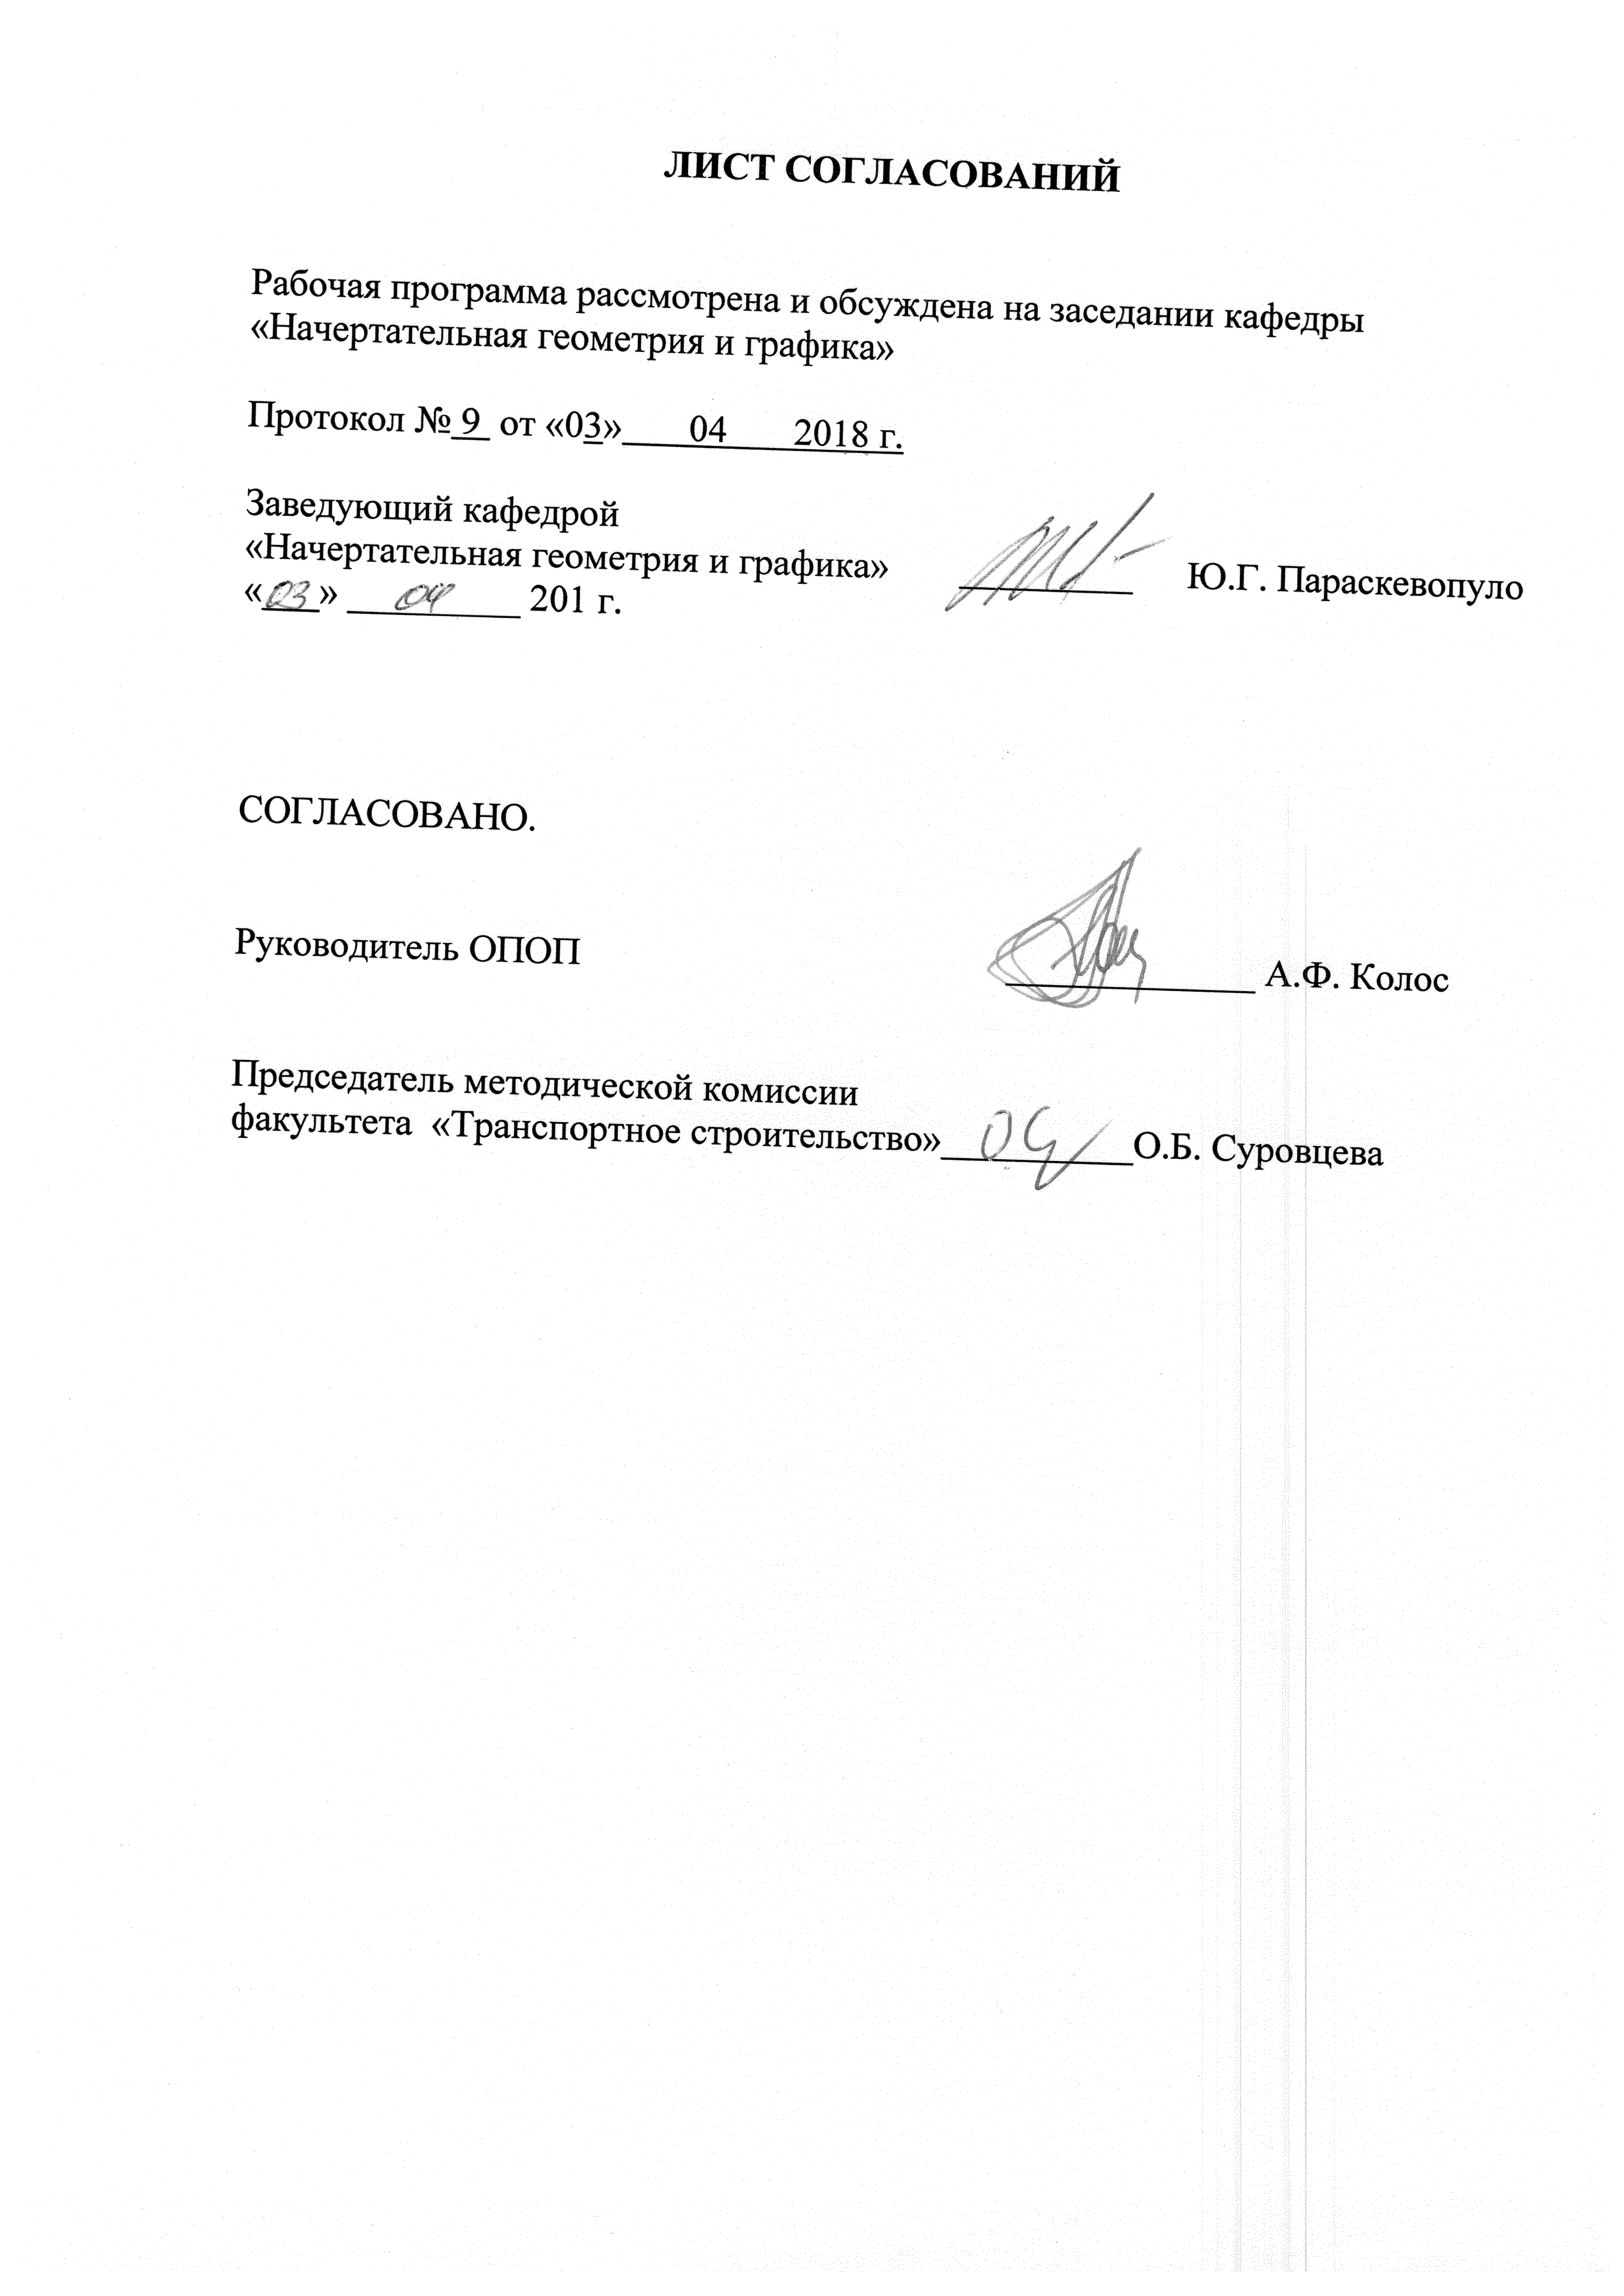 ЛИСТ СОГЛАСОВАНИЙ
Рабочая программа рассмотрена и обсуждена на заседании кафедры
«Начертательная геометрия и графика»
Протокол № 9 от «03» 04 2018 г.
Заведующий кафедрой
«Начертательная геометрия и графика»
«03» 04 201 г. Ю.Г. Параскевопуло
СОГЛАСОВАНО.
Руководитель ОПОП А.Ф. Колос
Председатель методической комиссии
факультета «Транспортное строительство» О.Б. Суровцева